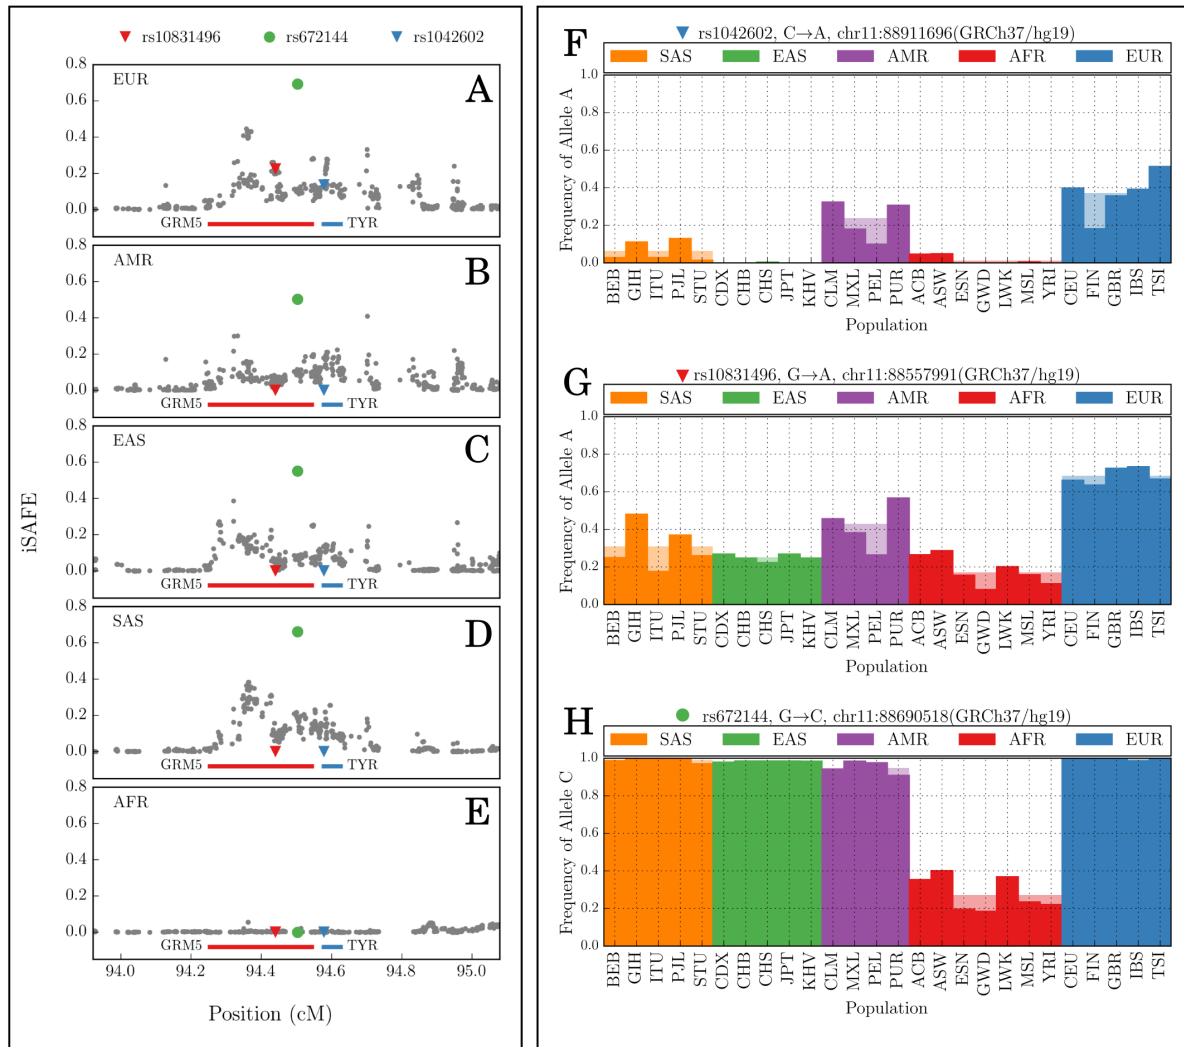 rs10831496 rs672144 rs1042602
EUR A
0.8
0.6
0.4
0.2
0.0
GRM5 TYR
AMR B
0.8
0.6
0.4
0.2
0.0
GRM5 TYR
EAS C
0.8
0.6
0.4
0.2
0.0
GRM5 TYR
SAS D
0.8
0.6
0.4
0.2
0.0
GRM5 TYR
AFR E
0.8
0.6
0.4
0.2
0.0
GRM5 TYR
94.0 94.2 94.4 94.6 94.8 95.0
Position (cM)
iSAFE
F
rs1042602, C→A, chr11:88911696(GRCh37/hg19)
SAS EAS AMR AFR EUR
1.0
0.8
0.6
0.4
0.2
0.0
Frequency of Allele A
BEB GIH ITU PJL STU CDX CHB CHS JPT KHV CLM MXL PEL PUR ACB ASW ESN GWD LWK MSL YRI CEU FIN GBR IBS TSI
Population
G
rs10831496, G→A, chr11:88557991(GRCh37/hg19)
SAS EAS AMR AFR EUR
1.0
0.8
0.6
0.4
0.2
0.0
Frequency of Allele A
BEB GIH ITU PJL STU CDX CHB CHS JPT KHV CLM MXL PEL PUR ACB ASW ESN GWD LWK MSL YRI CEU FIN GBR IBS TSI
Population
H
rs672144, G→C, chr11:88690518(GRCh37/hg19)
SAS EAS AMR AFR EUR
1.0
0.8
0.6
0.4
0.2
0.0
Frequency of Allele C
BEB GIH ITU PJL STU CDX CHB CHS JPT KHV CLM MXL PEL PUR ACB ASW ESN GWD LWK MSL YRI CEU FIN GBR IBS TSI
Population